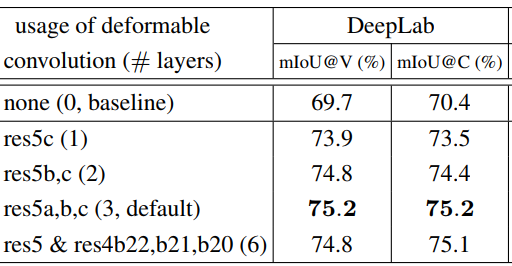 usage of deformable DeepLab
convolution (# layers) mIoU@V (%) mIoU@C (%)
none (0, baseline) 69.7 70.4
res5c (1) 73.9 73.5
res5b,c (2) 74.8 74.4
res5a,b,c (3, default) 75.2 75.2
res5 & res4b22,b21,b20 (6) 74.8 75.1